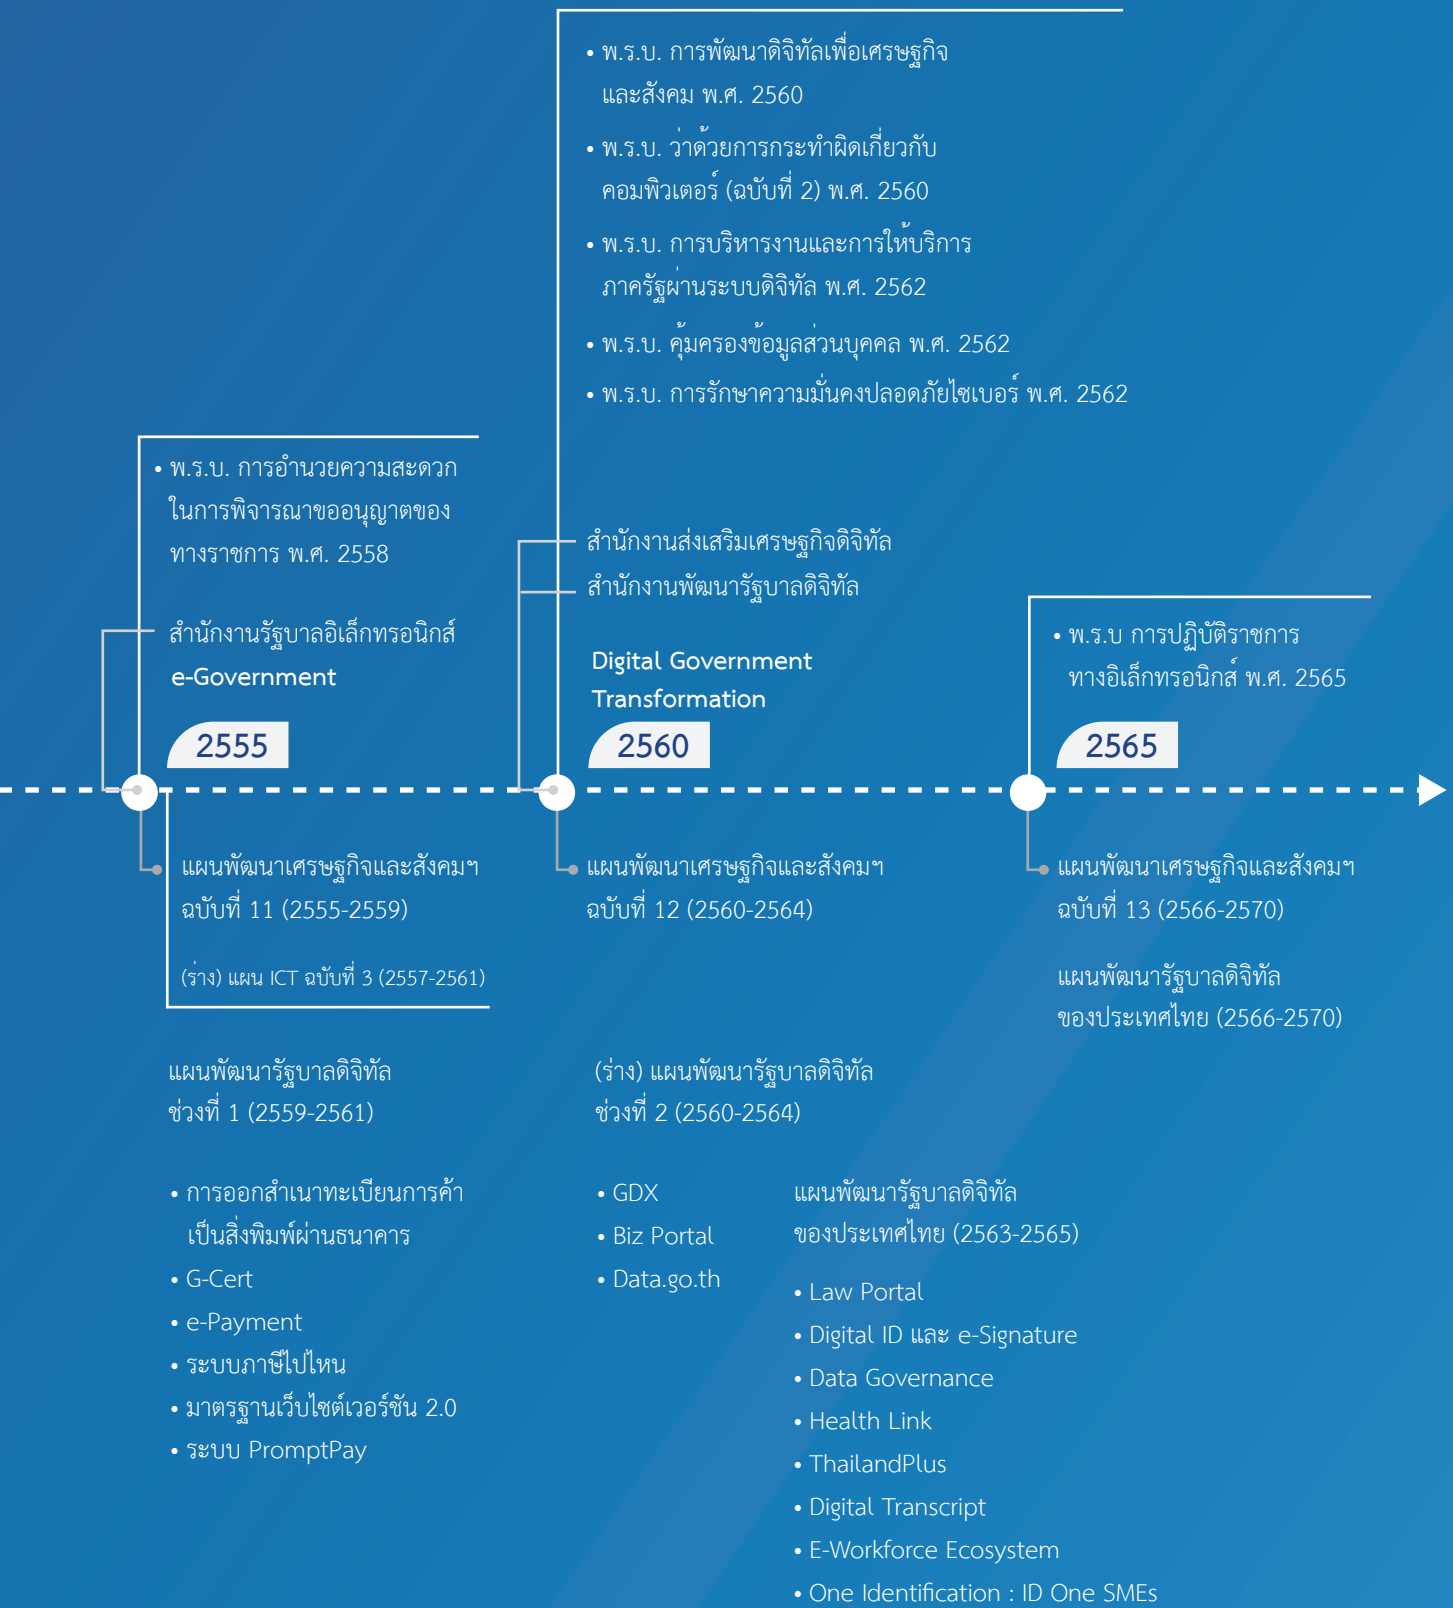 • พ.ร.บ. การพัฒนาดิจิทัลเพื่อเศรษฐกิจ
และสังคม พ.ศ. 2560
• พ.ร.บ. ว่าด้วยการกระทำผิดเกี่ยวกับ
คอมพิวเตอร์ (ฉบับที่ 2) พ.ศ. 2560
• พ.ร.บ. การบริหารงานและการให้บริการ
ภาครัฐผ่านระบบดิจิทัล พ.ศ. 2562
• พ.ร.บ. คุ้มครองข้อมูลส่วนบุคคล พ.ศ. 2562
• พ.ร.บ. การรักษาความมั่นคงปลอดภัยไซเบอร์ พ.ศ. 2562
• พ.ร.บ. การอำนวยความสะดวก
ในการพิจารณาขออนุญาตของ
ทางราชการ พ.ศ. 2558
สำนักงานรัฐบาลอิเล็กทรอนิกส์
e-Government
2555
สำนักงานส่งเสริมเศรษฐกิจดิจิทัล
สำนักงานพัฒนารัฐบาลดิจิทัล
Digital Government
Transformation
2560
• พ.ร.บ การปฏิบัติราชการ
ทางอิเล็กทรอนิกส์ พ.ศ. 2565
2565
แผนพัฒนาเศรษฐกิจและสังคมฯ
ฉบับที่ 11 (2555-2559)
(ร่าง) แผน ICT ฉบับที่ 3 (2557-2561)
แผนพัฒนารัฐบาลดิจิทัล
ช่วงที่ 1 (2559-2561)
• การออกสำเนาทะเบียนการค้า
เป็นสิ่งพิมพ์ผ่านธนาคาร
• G-Cert
• e-Payment
• ระบบภาษีไปไหน
• มาตรฐานเว็บไซต์เวอร์ชัน 2.0
• ระบบ PromptPay
แผนพัฒนาเศรษฐกิจและสังคมฯ
ฉบับที่ 12 (2560-2564)
(ร่าง) แผนพัฒนารัฐบาลดิจิทัล
ช่วงที่ 2 (2560-2564)
• GDX
• Biz Portal
• Data.go.th
แผนพัฒนารัฐบาลดิจิทัล
ของประเทศไทย (2563-2565)
• Law Portal
• Digital ID และ e-Signature
• Data Governance
• Health Link
• ThailandPlus
• Digital Transcript
• E-Workforce Ecosystem
• One Identification : ID One SMEs
แผนพัฒนาเศรษฐกิจและสังคมฯ
ฉบับที่ 13 (2566-2570)
แผนพัฒนารัฐบาลดิจิทัล
ของประเทศไทย (2566-2570)